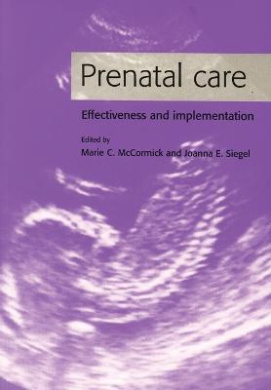 Prenatal care
Effectiveness and implementation
Edited by
Marie C. McCormick and Joanna E. Siegel